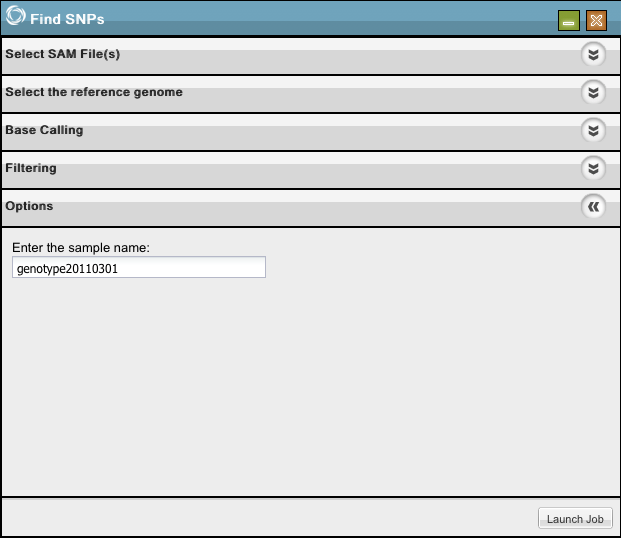 Find SNPs
Select SAM File(s)
Select the reference genome
Base Calling
Filtering
Options
Enter the sample name:
genotype20110301
Launch Job